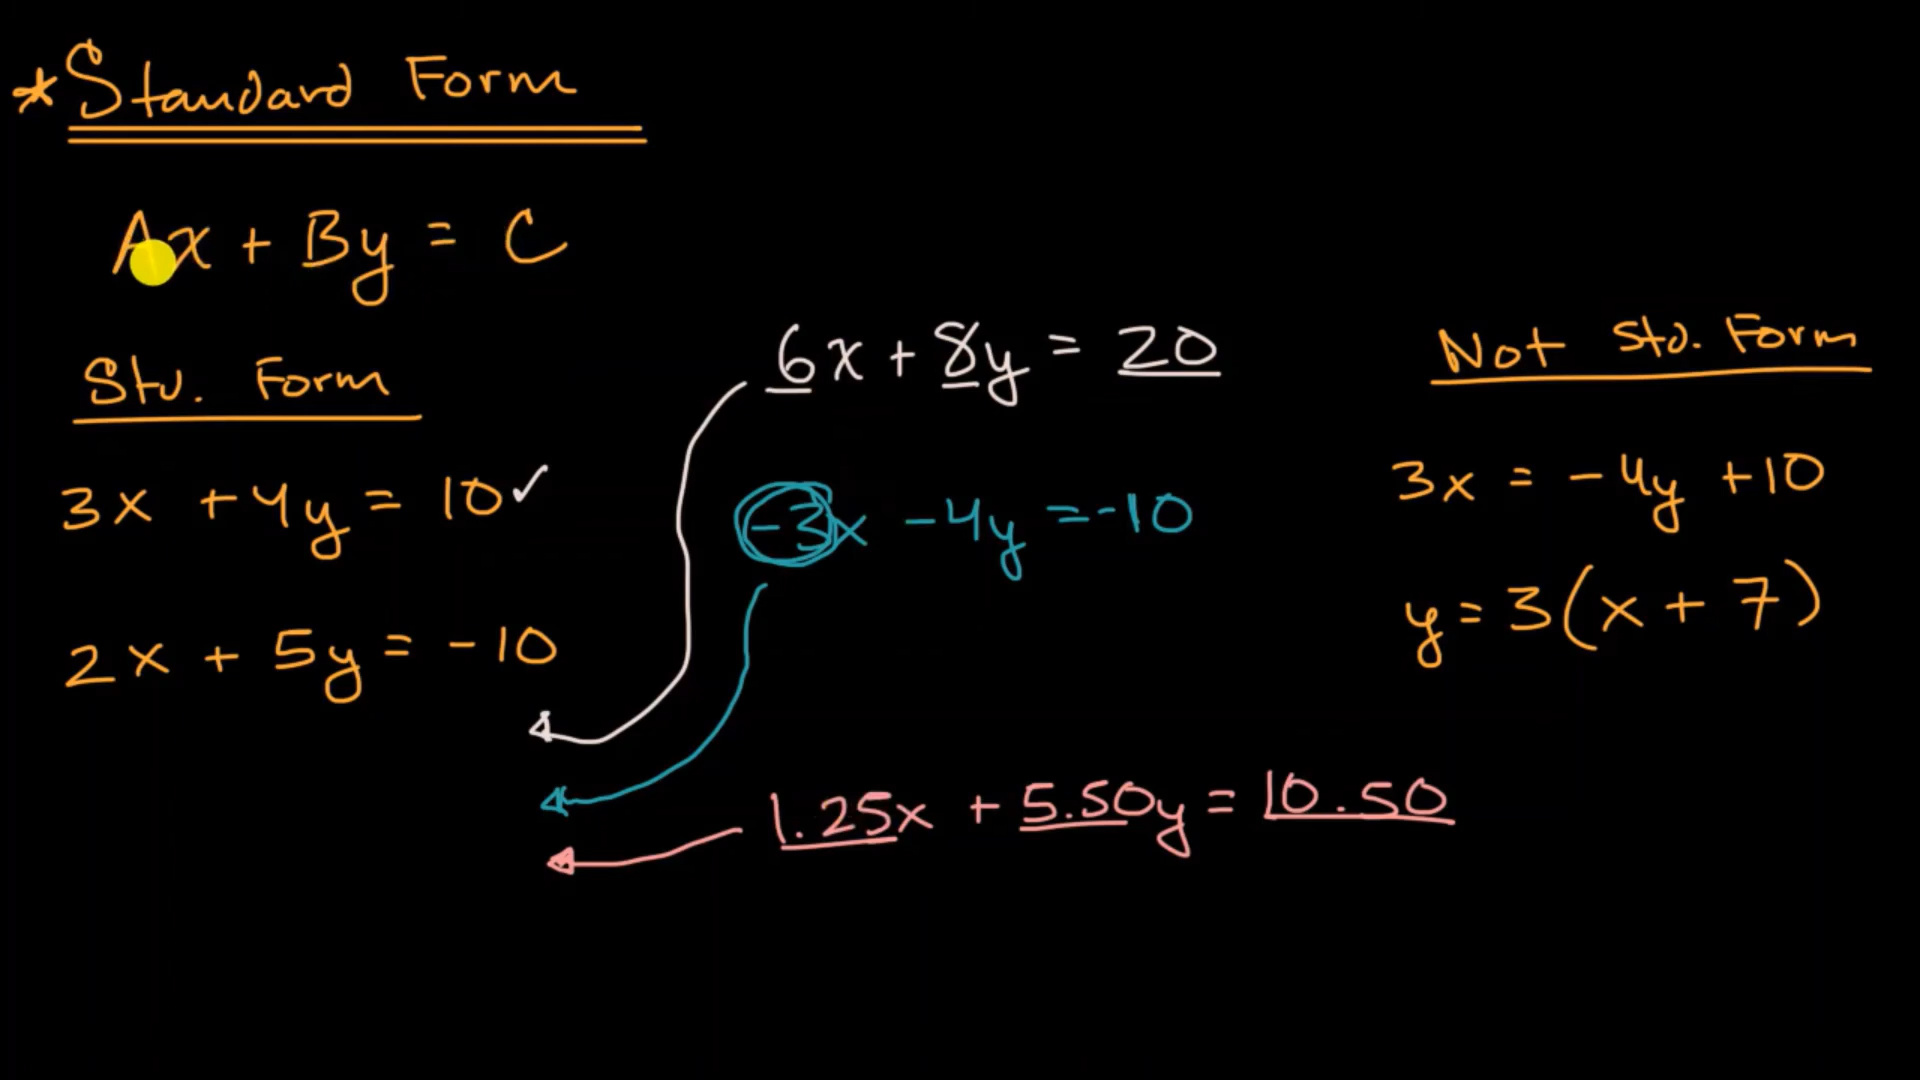 *Standard Form
Ax + By = C
Std. Form
3x + 4y = 10✓
2x + 5y = -10
6x + 8y = 20
-3x - 4y = -10
1.25x + 5.50y = 10.50
Not Std. Form
3x = -4y + 10
y = 3(x + 7)